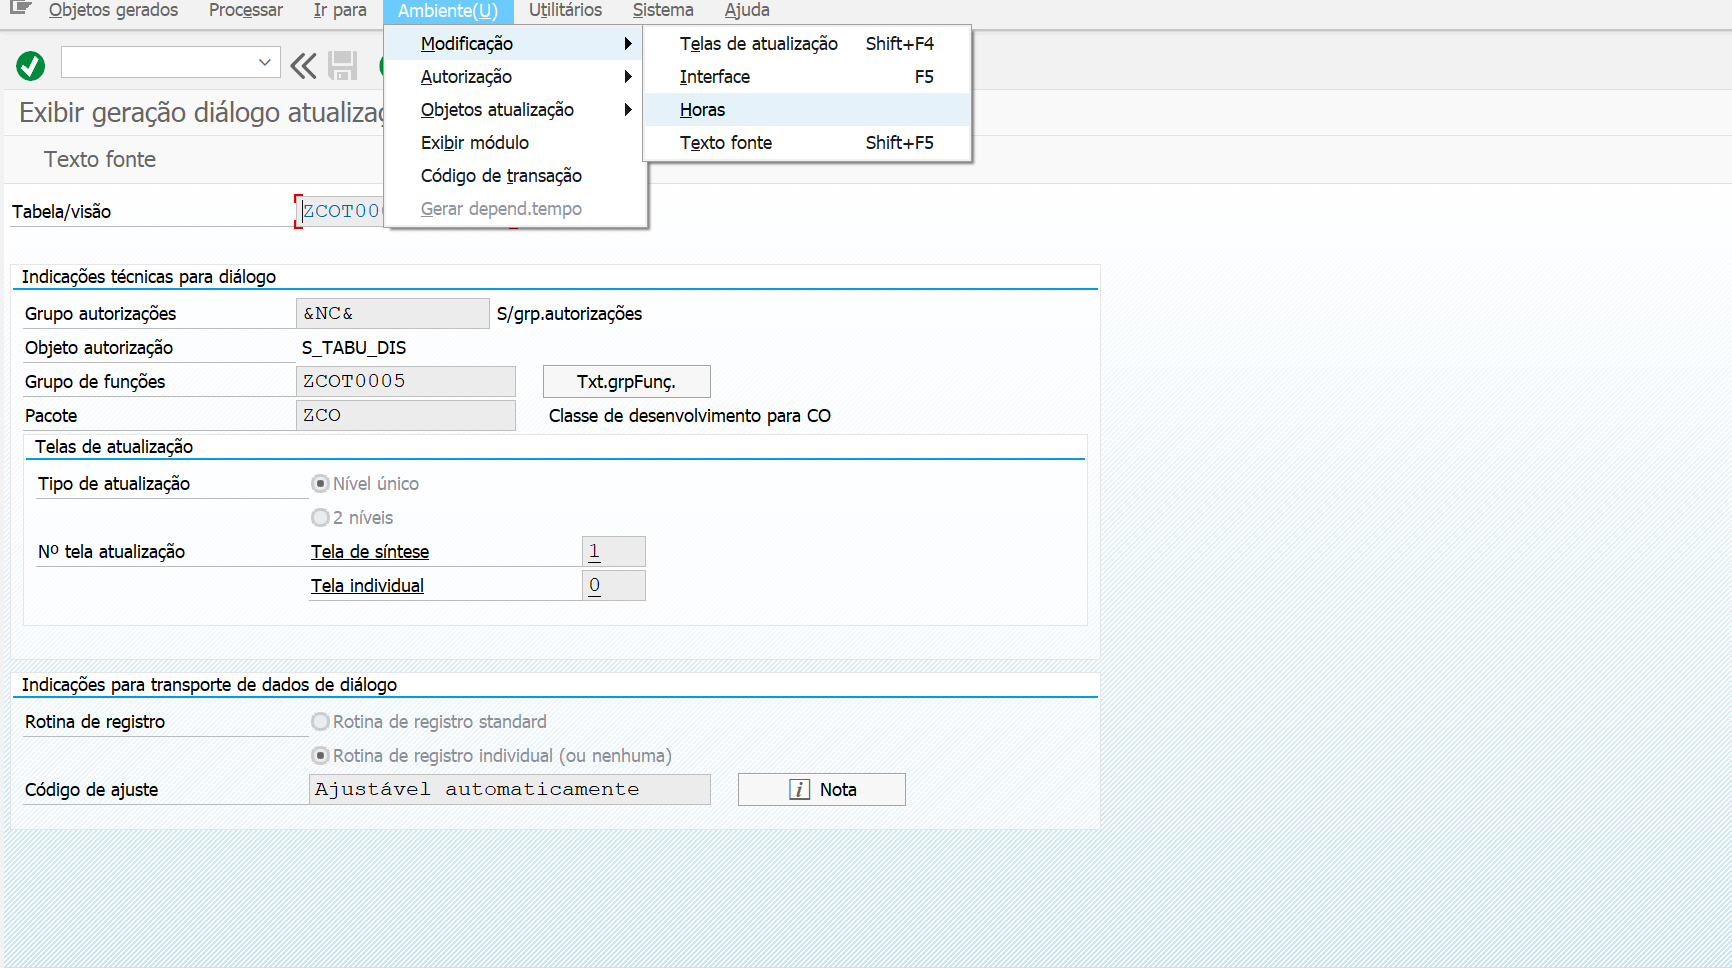 Objetos gerados Processar Ir para Ambiente(U) Utilitários Sistema Ajuda
Modificação
Autorização
Objetos atualização
Exibir módulo
Código de transação
Gerar depend.tempo
Telas de atualização Shift+F4
Interface F5
Horas
Texto fonte Shift+F5
Exibir geração diálogo atualizaç
Texto fonte
Tabela/visão ZCOT00
Indicações técnicas para diálogo
Grupo autorizações &NC& S/grp.autorizações
Objeto autorização S_TABU_DIS
Grupo de funções ZCOT0005 Txt.grpFunç.
Pacote ZCO Classe de desenvolvimento para CO
Telas de atualização
Tipo de atualização Nível único
2 níveis
Nº tela atualização Tela de síntese 1
Tela individual 0
Indicações para transporte de dados de diálogo
Rotina de registro Rotina de registro standard
Rotina de registro individual (ou nenhuma)
Código de ajuste Ajustável automaticamente Nota